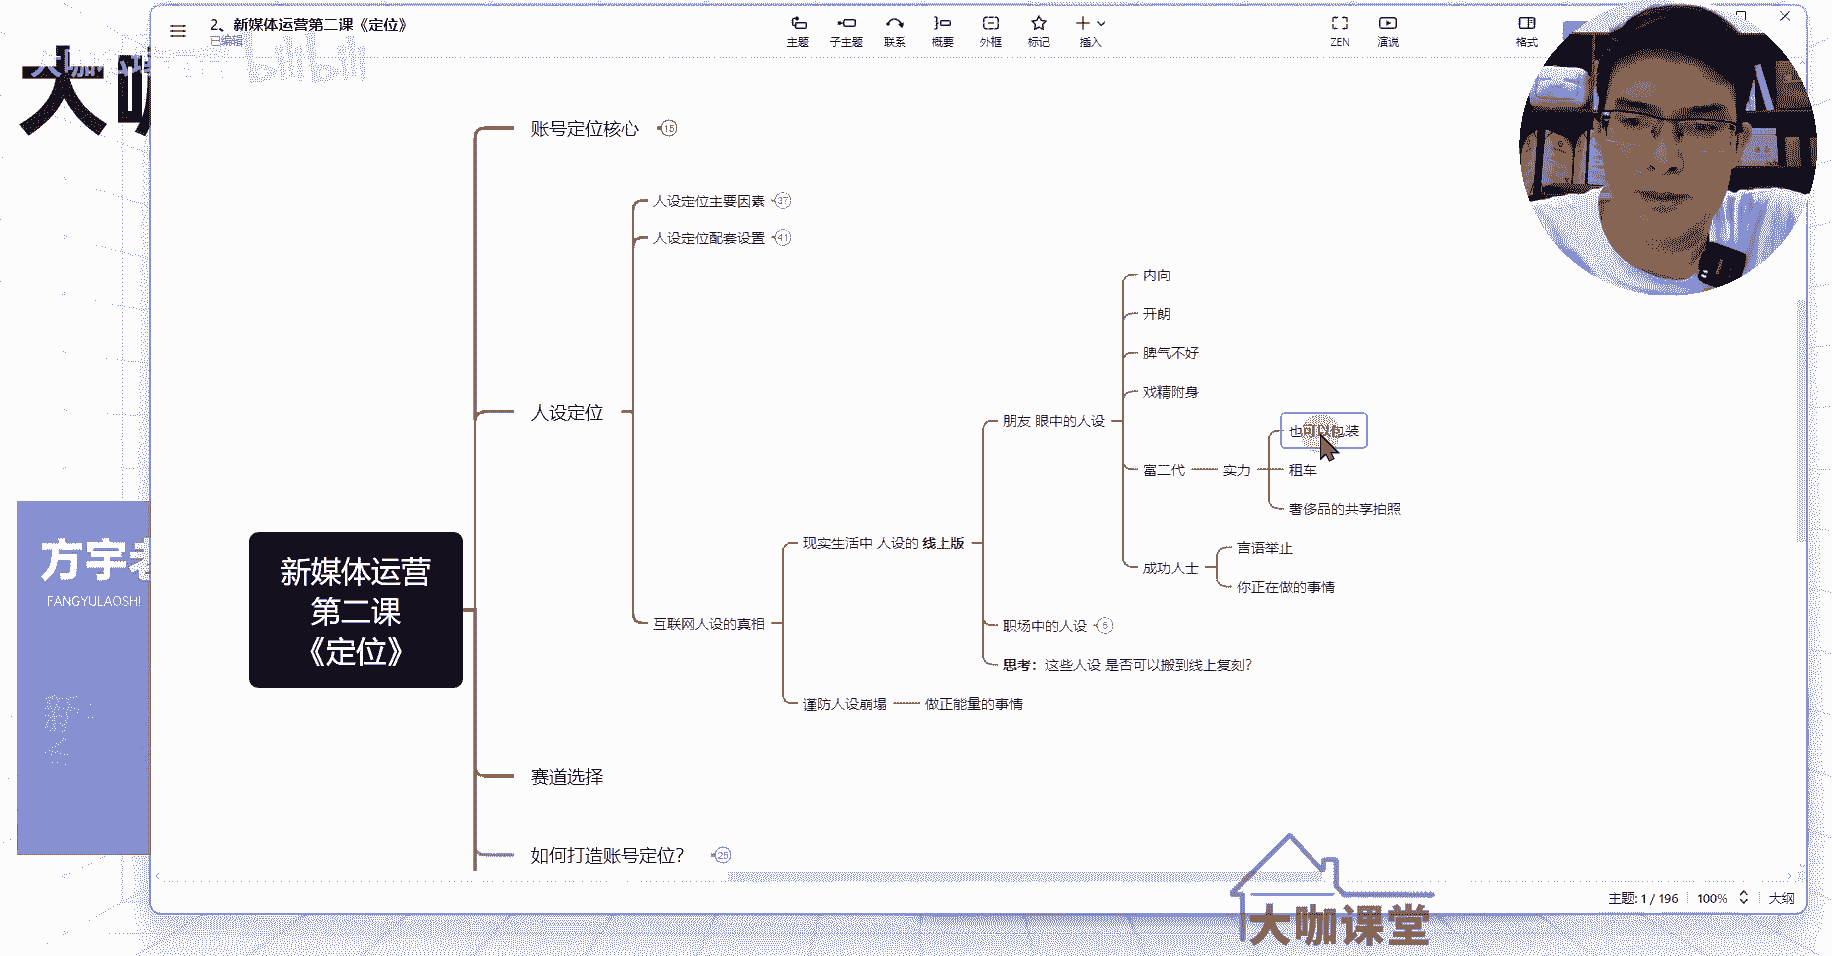 2、新媒体运营第二课《定位》
已编辑
主题
子主题
联系
概要
外框
标记
插入
ZEN
演说
格式
bilibili
大咖
账号定位核心 15
人设定位主要因素 37
人设定位配套设置 41
内向
开朗
脾气不好
戏精附身
人设定位
朋友 眼中的人设
也可以包装
富二代
实力
租车
奢侈品的共享拍照
现实生活中 人设的 线上版
言语举止
成功人士
你正在做的事情
互联网人设的真相
职场中的人设 5
思考：这些人设 是否可以搬到线上复刻？
谨防人设崩塌
做正能量的事情
新媒体运营
第二课
《定位》
赛道选择
如何打造账号定位？ 25
方宇老
FANGYULAOSHI
主题: 1 / 196
100%
大纲
大咖课堂